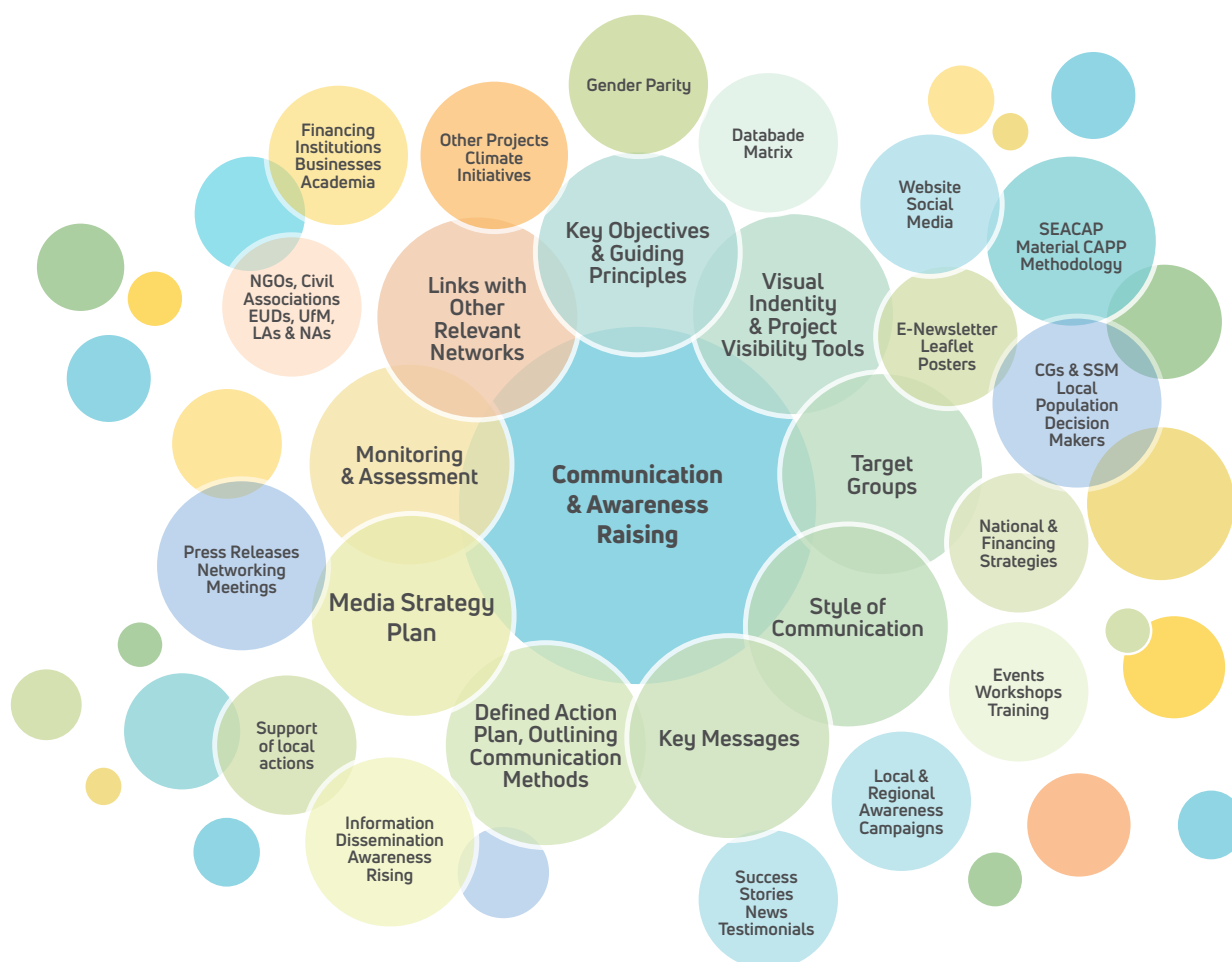 Gender Parity
Financing
Institutions
Businesses
Academia
Other Projects
Climate
Initiatives
Databade
Matrix
Website
Social
Media
SEACAP
Material CAPP
Methodology
NGOs, Civil
Associations
EUDs, UfM,
LAs & NAs
Links with
Other
Relevant
Networks
Key Objectives
& Guiding
Principles
Visual
Indentity
& Project
Visibility Tools
E-Newsletter
Leaflet
Posters
CGs & SSM
Local
Population
Decision
Makers
Monitoring
& Assessment
Communication
& Awareness
Raising
Target
Groups
National &
Financing
Strategies
Press Releases
Networking
Meetings
Media Strategy
Plan
Style of
Communication
Events
Workshops
Training
Support
of local
actions
Defined Action
Plan, Outlining
Communication
Methods
Key Messages
Local &
Regional
Awareness
Campaigns
Information
Dissemination
Awareness
Rising
Success
Stories
News
Testimonials